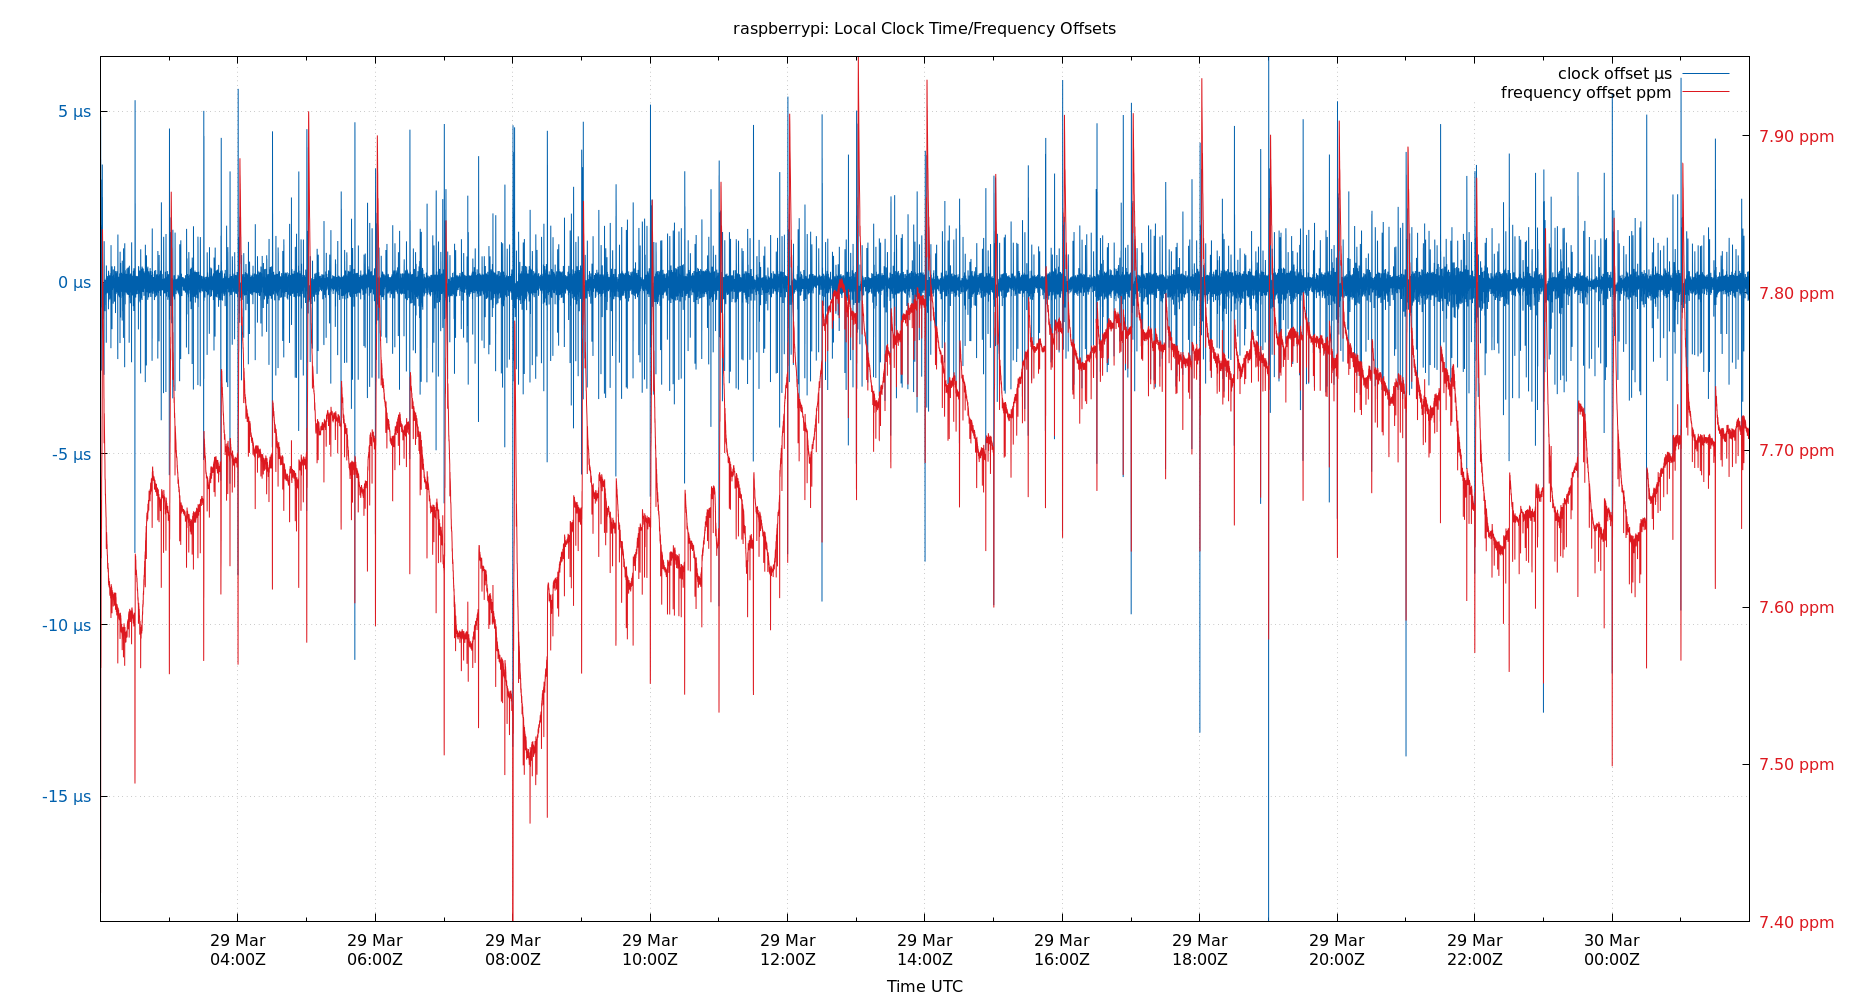 raspberrypi: Local Clock Time/Frequency Offsets
clock offset µs
frequency offset ppm
5 µs
0 µs
-5 µs
-10 µs
-15 µs
7.90 ppm
7.80 ppm
7.70 ppm
7.60 ppm
7.50 ppm
7.40 ppm
29 Mar 29 Mar 29 Mar 29 Mar 29 Mar 29 Mar 29 Mar 29 Mar 29 Mar 29 Mar 30 Mar
04:00Z 06:00Z 08:00Z 10:00Z 12:00Z 14:00Z 16:00Z 18:00Z 20:00Z 22:00Z 00:00Z
Time UTC